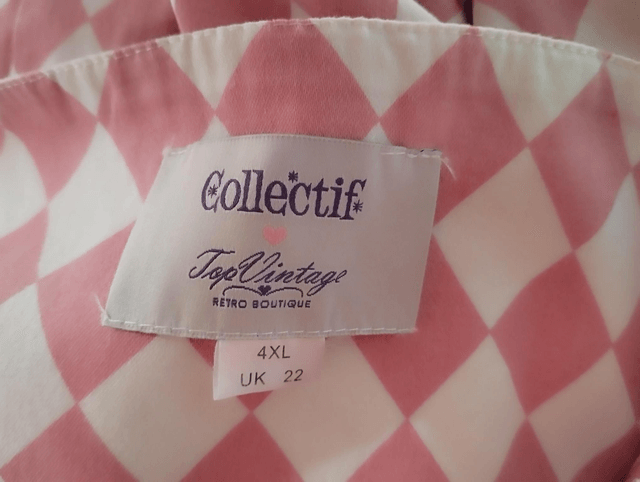 Collectif
TopVintage
RETRO BOUTIQUE
4XL
UK 22